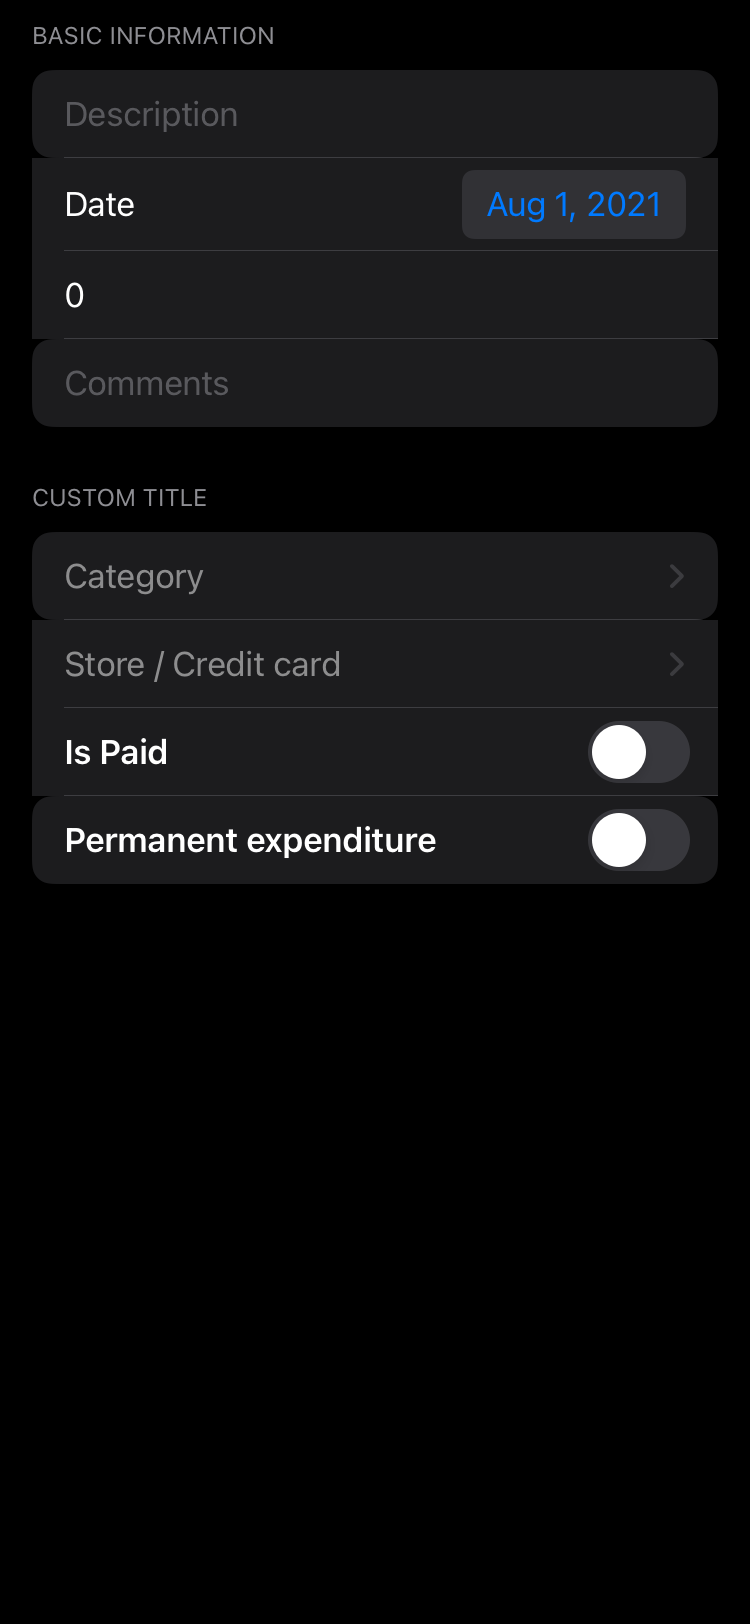 BASIC INFORMATION
Description
Date Aug 1, 2021
0
Comments
CUSTOM TITLE
Category
Store / Credit card
Is Paid
Permanent expenditure